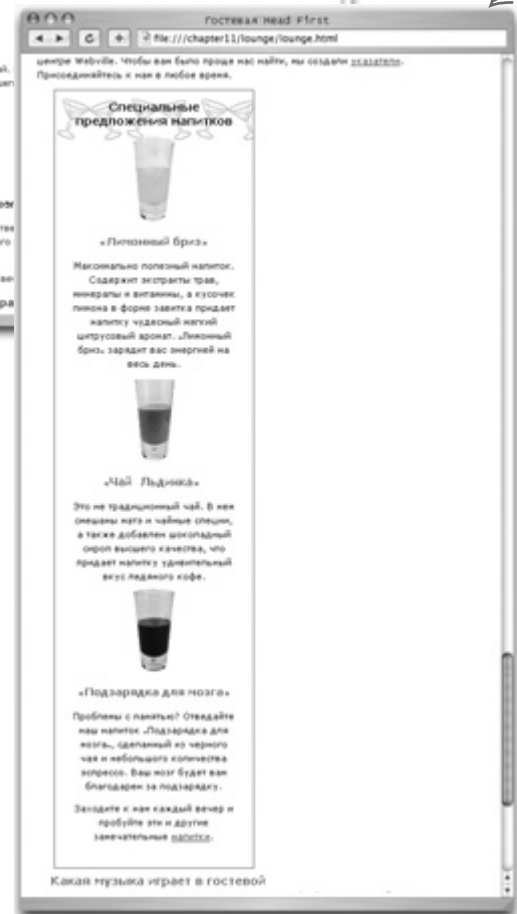 Гостевая Head First
file:///chapter11/lounge/lounge.html
центре Webville. Чтобы вам было проще нас найти, мы создали указатели.
Присоединяйтесь к нам в любое время.
Специальные
предложения напитков
«Лимонный бриз»
Максимально полезный напиток.
Содержит экстракты трав,
минералы и витамины, а кусочек
лимона в форме завитка придает
напитку чудесный мягкий
цитрусовый аромат. «Лимонный
бриз» зарядит вас энергией на
весь день.
«Чай Льдинка»
Это не традиционный чай. В нем
смешаны матэ и чайные специи,
а также добавлен шоколадный
сироп высшего качества, что
придает напитку удивительный
вкус ледяного кофе.
«Подзарядка для мозга»
Проблемы с памятью? Отведайте
наш напиток «Подзарядка для
мозга», сделанный из черного
чая и небольшого количества
эспрессо. Ваш мозг будет вам
благодарен за подзарядку.
Заходите к нам каждый вечер и
пробуйте эти и другие
замечательные напитки.
Какая музыка играет в гостевой